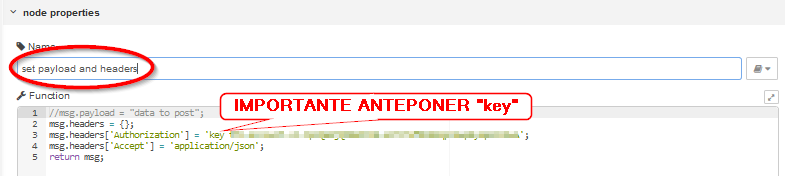 node properties
Name
set payload and headers
IMPORTANTE ANTEPONER "key"
Function
1 //msg.payload = "data to post";
2 msg.headers = {};
3 msg.headers['Authorization'] = 'key ';
4 msg.headers['Accept'] = 'application/json';
5 return msg;